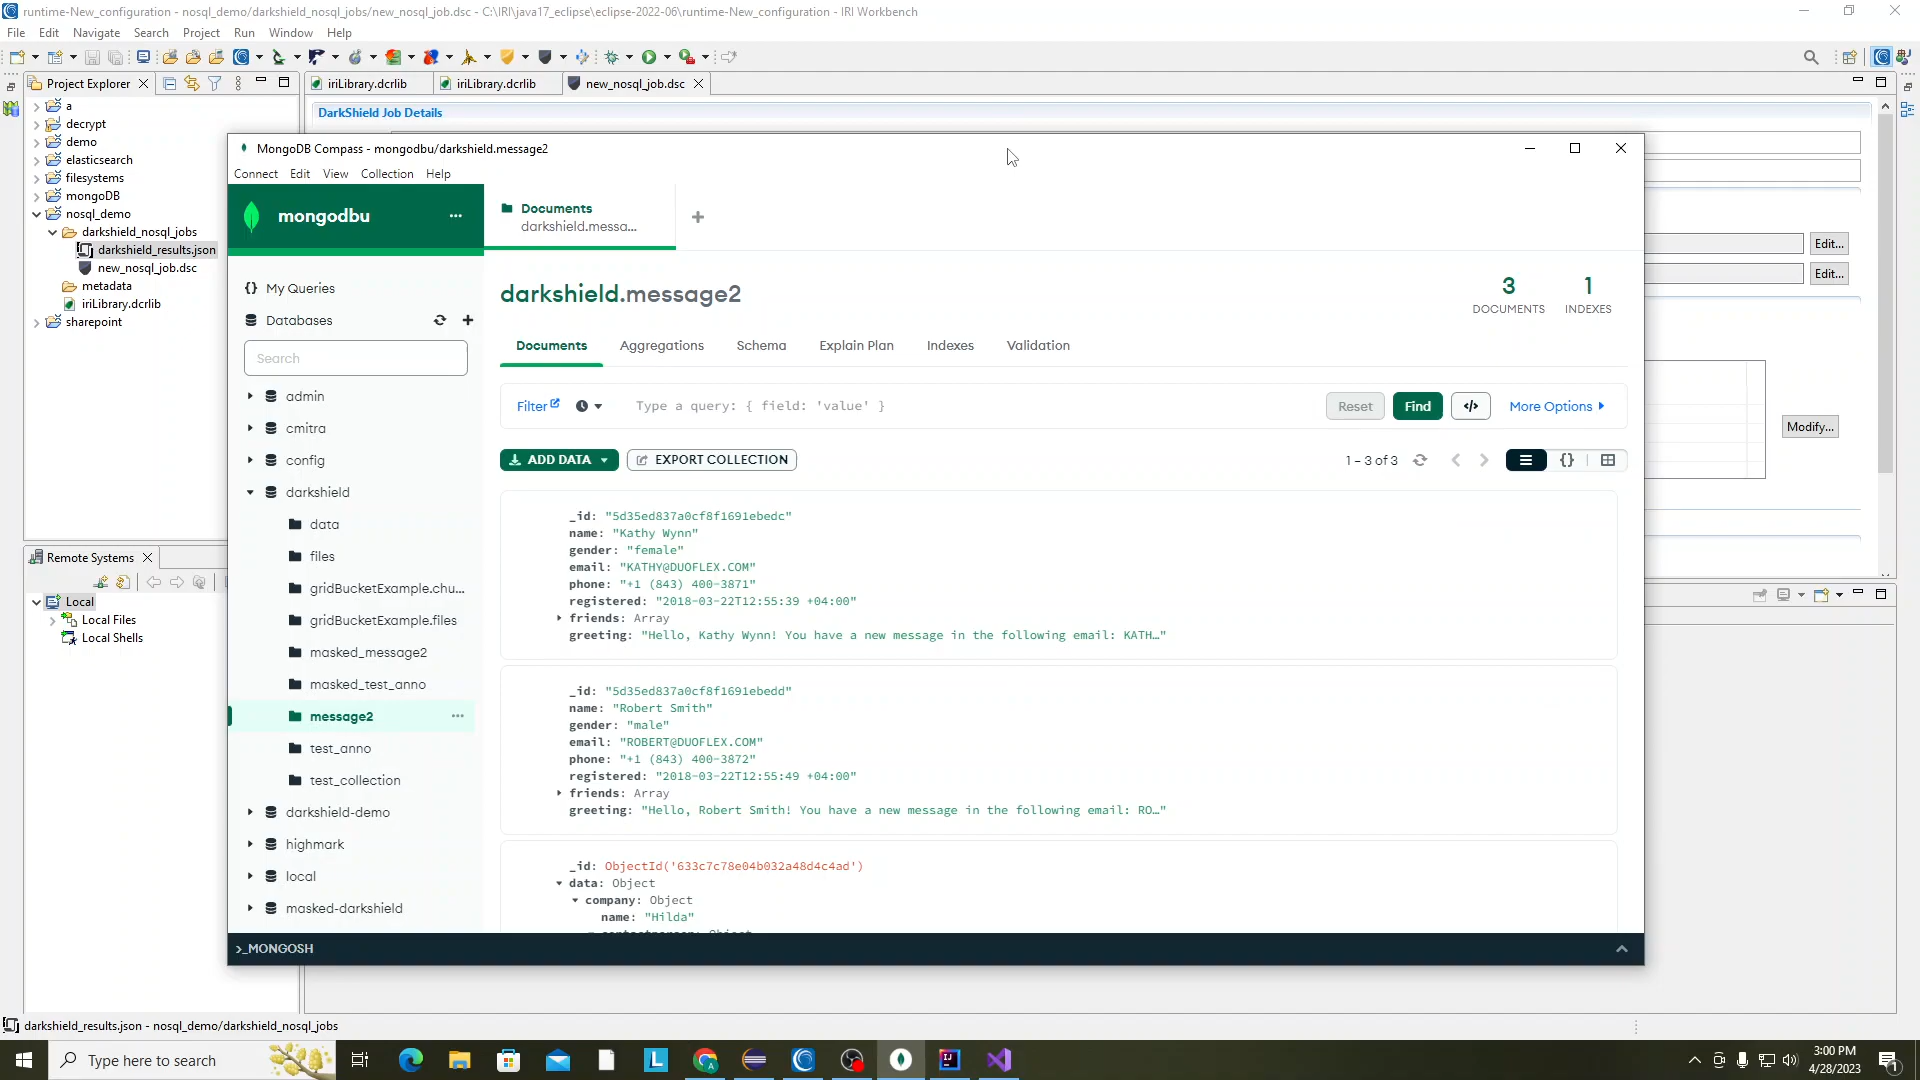 runtime-New_configuration - nosql_demo/darkshield_nosql_jobs/new_nosql_job.dsc - C:\IRI\java17_eclipse\eclipse-2022-06\runtime-New_configuration - IRI Workbench
File Edit Navigate Search Project Run Window Help
Project Explorer
iriLibrary.dcrlib
iriLibrary.dcrlib
new_nosql_job.dsc
a
decrypt
demo
elasticsearch
filesystems
mongoDB
nosql_demo
darkshield_nosql_jobs
darkshield_results.json
new_nosql_job.dsc
metadata
iriLibrary.dcrlib
sharepoint
DarkShield Job Details
Edit...
Edit...
Modify...
Remote Systems
Local
Local Files
Local Shells
MongoDB Compass - mongodbu/darkshield.message2
Connect Edit View Collection Help
mongodbu ...
Documents
darkshield.messa...
+
{} My Queries
Databases
Search
admin
cmitra
config
darkshield
data
files
gridBucketExample.chu...
gridBucketExample.files
masked_message2
masked_test_anno
message2 ...
test_anno
test_collection
darkshield-demo
highmark
local
masked-darkshield
darkshield.message2
3
DOCUMENTS
1
INDEXES
Documents Aggregations Schema Explain Plan Indexes Validation
Filter Type a query: { field: 'value' } Reset Find </> More Options
ADD DATA EXPORT COLLECTION 1 – 3 of 3 {}
_id: "5d35ed837a0cf8f1691ebedc"
name: "Kathy Wynn"
gender: "female"
email: "KATHY@DUOFLEX.COM"
phone: "+1 (843) 400-3871"
registered: "2018-03-22T12:55:39 +04:00"
friends: Array
greeting: "Hello, Kathy Wynn! You have a new message in the following email: KATH…"
_id: "5d35ed837a0cf8f1691ebedd"
name: "Robert Smith"
gender: "male"
email: "ROBERT@DUOFLEX.COM"
phone: "+1 (843) 400-3872"
registered: "2018-03-22T12:55:49 +04:00"
friends: Array
greeting: "Hello, Robert Smith! You have a new message in the following email: RO…"
_id: ObjectId('633c7c78e04b032a48d4c4ad')
data: Object
company: Object
name: "Hilda"
>_MONGOSH
darkshield_results.json - nosql_demo/darkshield_nosql_jobs
Type here to search
3:00 PM
4/28/2023